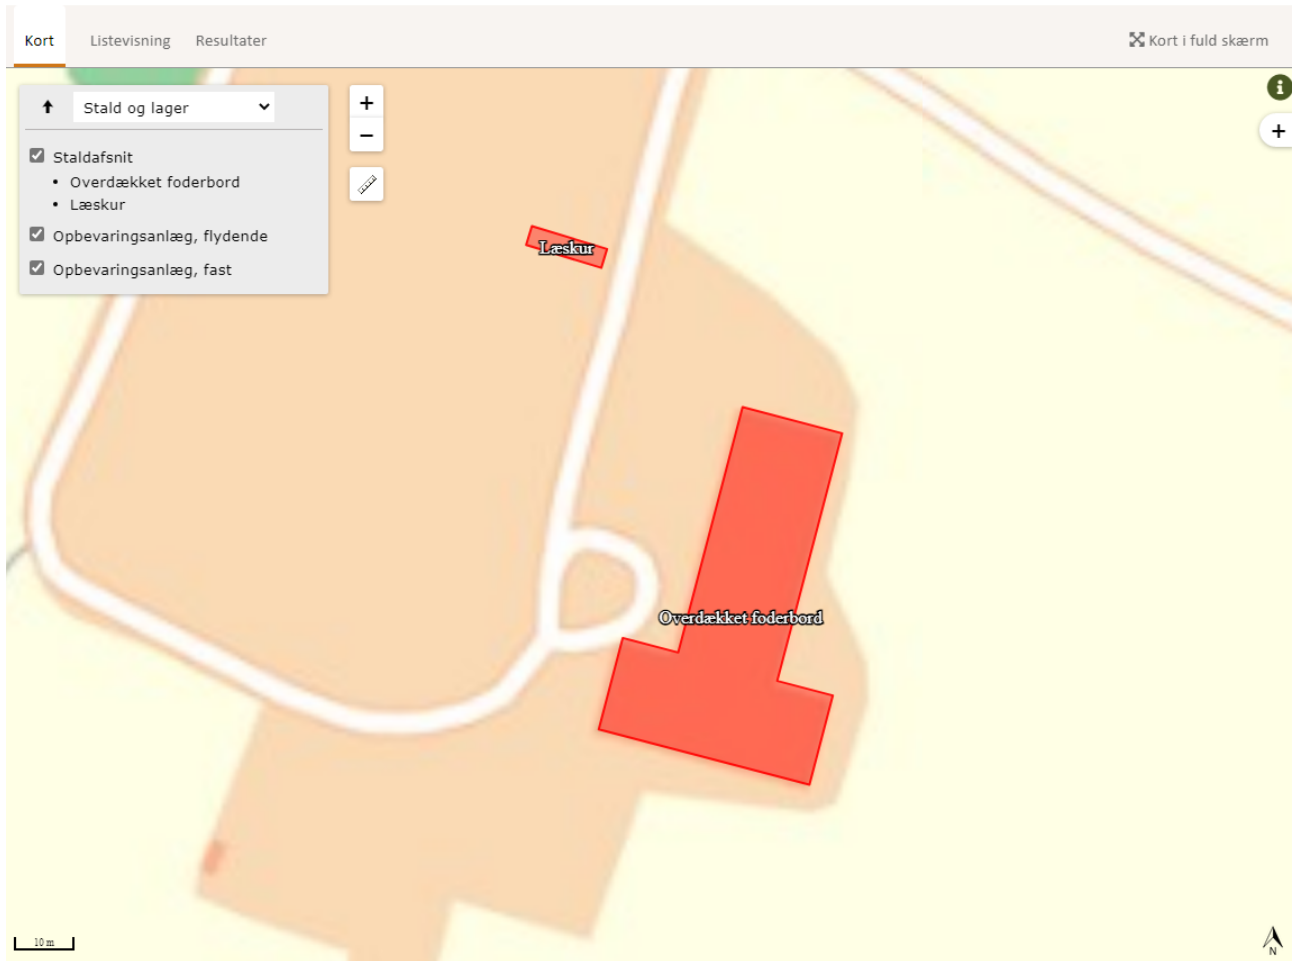 Kort Listevisning Resultater Kort i fuld skærm
Stald og lager
Staldafsnit
Overdækket foderbord
Læskur
Opbevaringsanlæg, flydende
Opbevaringsanlæg, fast
+
−
i
+
Læskur
Overdækket foderbord
10 m
N